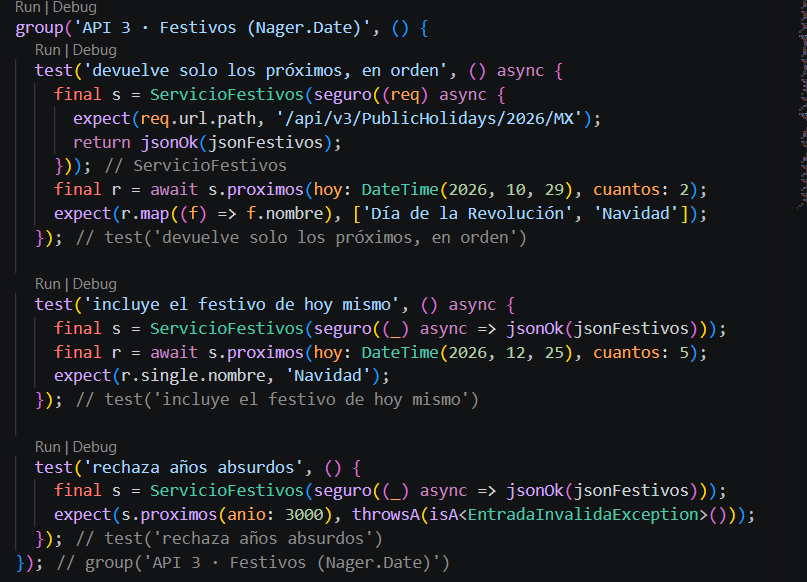 Run | Debug
group('API 3 · Festivos (Nager.Date)', () {
Run | Debug
test('devuelve solo los próximos, en orden', () async {
final s = ServicioFestivos(seguro((req) async {
expect(req.url.path, '/api/v3/PublicHolidays/2026/MX');
return jsonOk(jsonFestivos);
})); // ServicioFestivos
final r = await s.proximos(hoy: DateTime(2026, 10, 29), cuantos: 2);
expect(r.map((f) => f.nombre), ['Día de la Revolución', 'Navidad']);
}); // test('devuelve solo los próximos, en orden')
Run | Debug
test('incluye el festivo de hoy mismo', () async {
final s = ServicioFestivos(seguro((_) async => jsonOk(jsonFestivos)));
final r = await s.proximos(hoy: DateTime(2026, 12, 25), cuantos: 5);
expect(r.single.nombre, 'Navidad');
}); // test('incluye el festivo de hoy mismo')
Run | Debug
test('rechaza años absurdos', () {
final s = ServicioFestivos(seguro((_) async => jsonOk(jsonFestivos)));
expect(s.proximos(anio: 3000), throwsA(isA<EntradaInvalidaException>()));
}); // test('rechaza años absurdos')
}); // group('API 3 · Festivos (Nager.Date)')